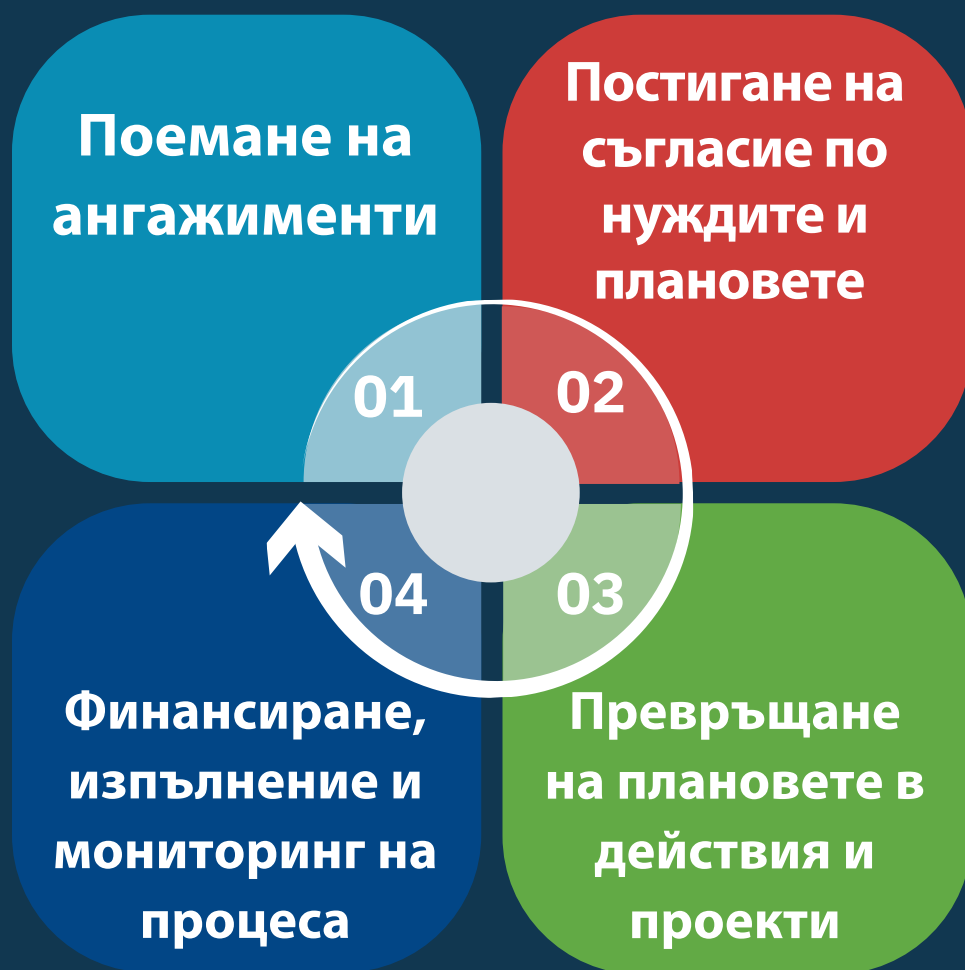 Поемане на
ангажименти
01
Постигане на
съгласие по
нуждите и
плановете
02
03
Превръщане
на плановете в
действия и
проекти
04
Финансиране,
изпълнение и
мониторинг на
процеса